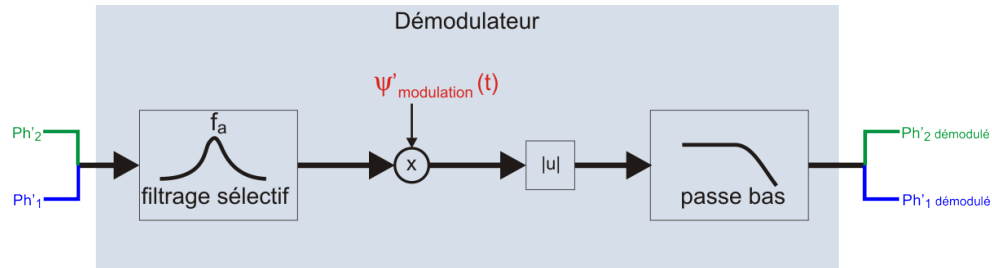 Démodulateur
ψ'modulation(t)
Ph'2
fa
Ph'2 démodulé
x
|u|
Ph'1
filtrage sélectif
passe bas
Ph'1 démodulé